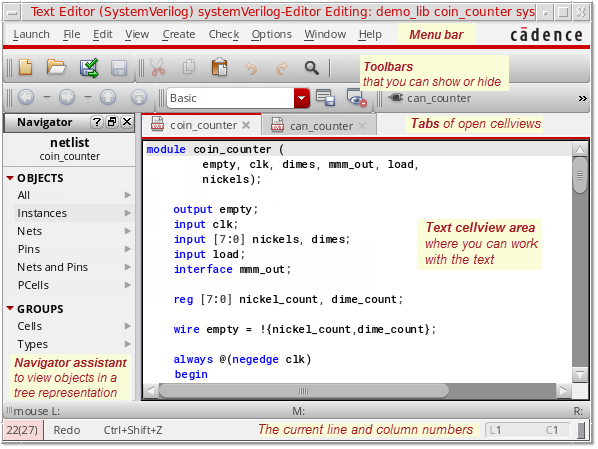 Text Editor (SystemVerilog) systemVerilog-Editor Editing: demo_lib coin_counter sys
Launch File Edit View Create Check Options Window Help Menu bar cādence
Toolbars
that you can show or hide
Basic can_counter »
Navigator ? coin_counter can_counter Tabs of open cellviews
netlist
coin_counter
OBJECTS
All
Instances
Nets
Pins
Nets and Pins
PCells
GROUPS
Cells
Types
Navigator assistant
to view objects in a
tree representation
module coin_counter (
empty, clk, dimes, mmm_out, load,
nickels);
output empty;
input clk;
input [7:0] nickels, dimes;
input load;
interface mmm_out;
reg [7:0] nickel_count, dime_count;
wire empty = !{nickel_count,dime_count};
always @(negedge clk)
begin
Text cellview area
where you can work
with the text
mouse L: M: R:
22(27) Redo Ctrl+Shift+Z The current line and column numbers L1 C1